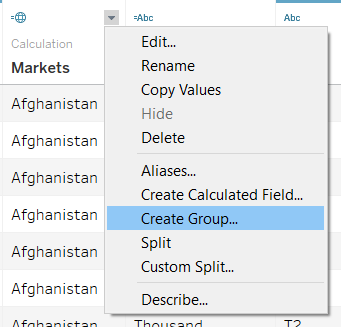 Abc
Abc
Calculation
Markets
Edit...
Rename
Copy Values
Hide
Delete
Aliases...
Create Calculated Field...
Create Group...
Split
Custom Split...
Describe...
Afghanistan
Afghanistan
Afghanistan
Afghanistan
Afghanistan
Afghanistan
Afghanistan Thousand T2